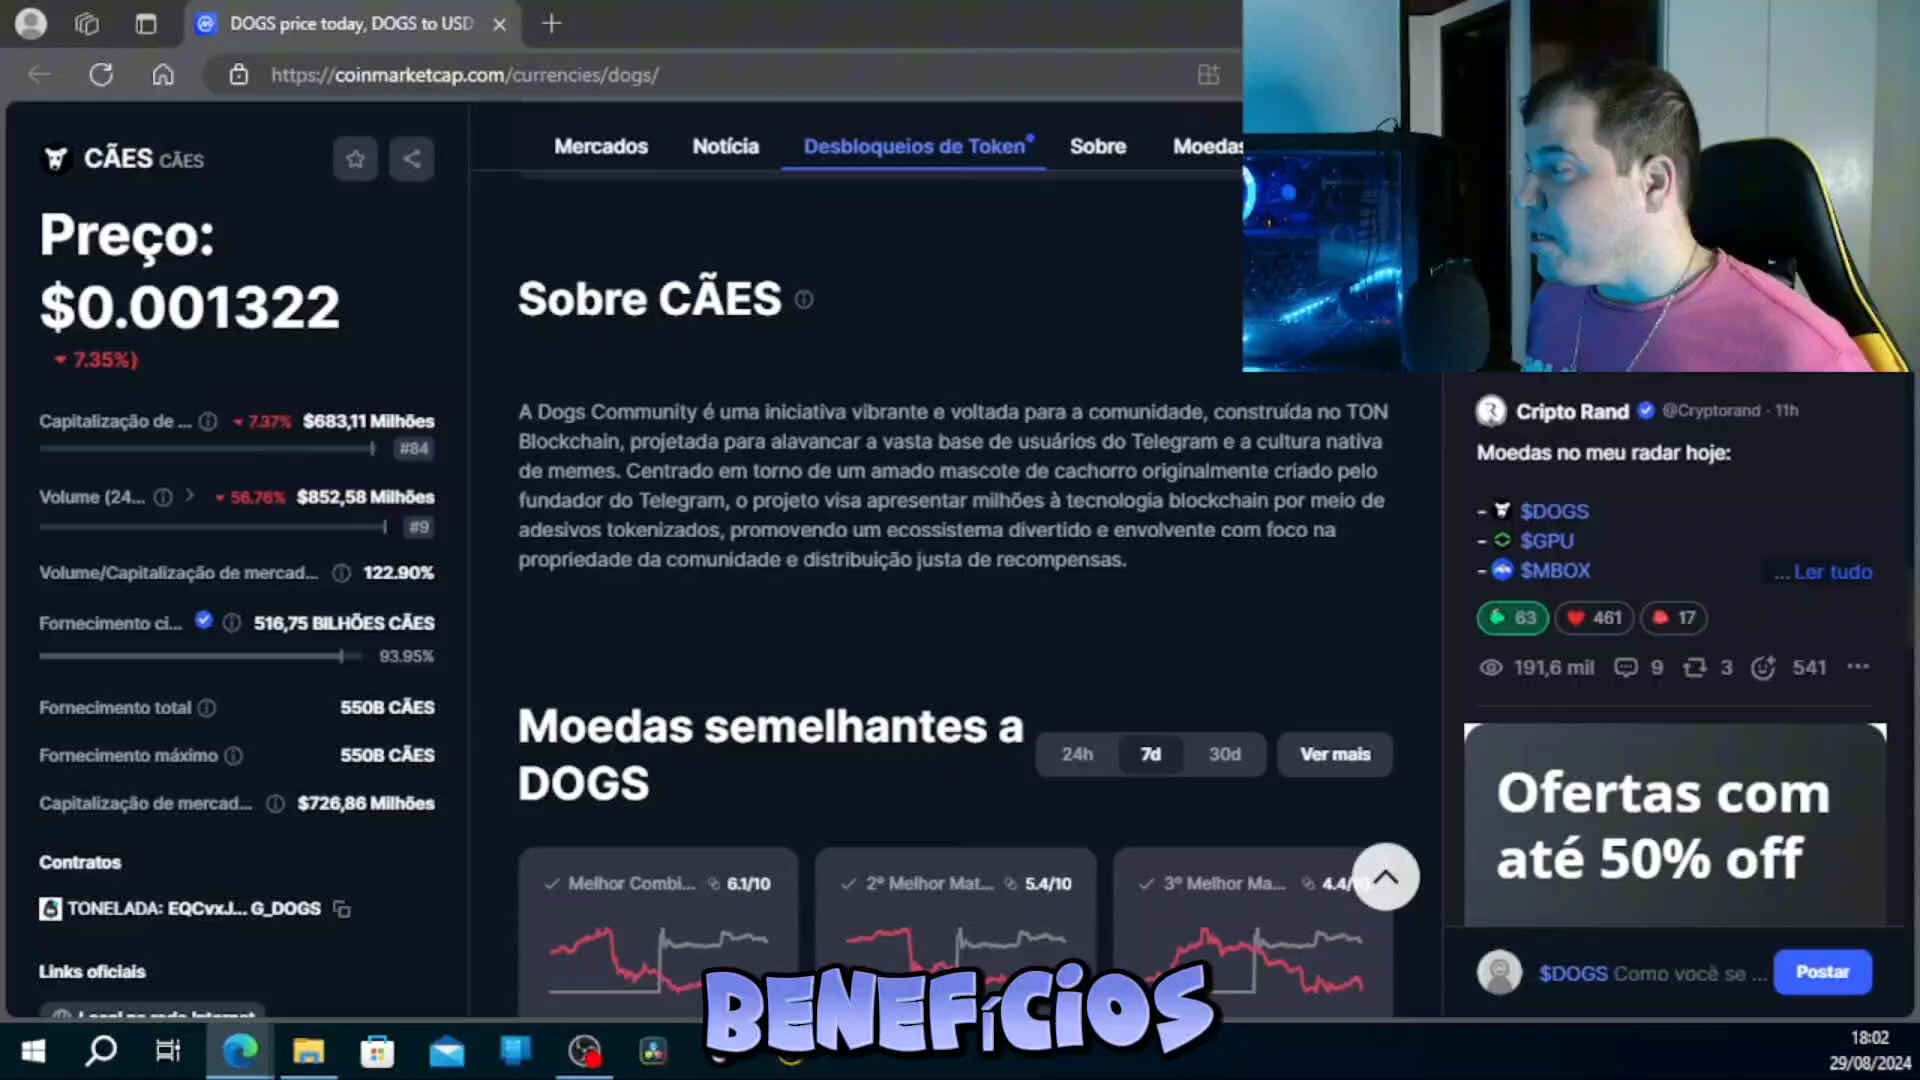 DOGS price today, DOGS to USD
https://coinmarketcap.com/currencies/dogs/
CÃES CÃES
Preço:
$0.001322
7.35%)
Capitalização de ... 7.37% $683,11 Milhões
#84
Volume (24... 56.76% $852,58 Milhões
#9
Volume/Capitalização de mercad... 122.90%
Fornecimento ci... 516,75 BILHÕES CÃES
93.95%
Fornecimento total 550B CÃES
Fornecimento máximo 550B CÃES
Capitalização de mercad... $726,86 Milhões
Contratos
TONELADA: EQCvxJ... G_DOGS
Links oficiais
Mercados Notícia Desbloqueios de Token Sobre Moedas
Sobre CÃES
A Dogs Community é uma iniciativa vibrante e voltada para a comunidade, construída no TON
Blockchain, projetada para alavancar a vasta base de usuários do Telegram e a cultura nativa
de memes. Centrado em torno de um amado mascote de cachorro originalmente criado pelo
fundador do Telegram, o projeto visa apresentar milhões à tecnologia blockchain por meio de
adesivos tokenizados, promovendo um ecossistema divertido e envolvente com foco na
propriedade da comunidade e distribuição justa de recompensas.
Moedas semelhantes a
DOGS
24h 7d 30d Ver mais
Melhor Combi... 6.1/10
2º Melhor Mat... 5.4/10
3º Melhor Ma... 4.4/10
Cripto Rand @Cryptorand · 11h
Moedas no meu radar hoje:
- $DOGS
- $GPU
- $MBOX
... Ler tudo
63 461 17
191,6 mil 9 3 541
Ofertas com
até 50% off
$DOGS Como você se ... Postar
BENEFÍCIOS
18:02
29/08/2024